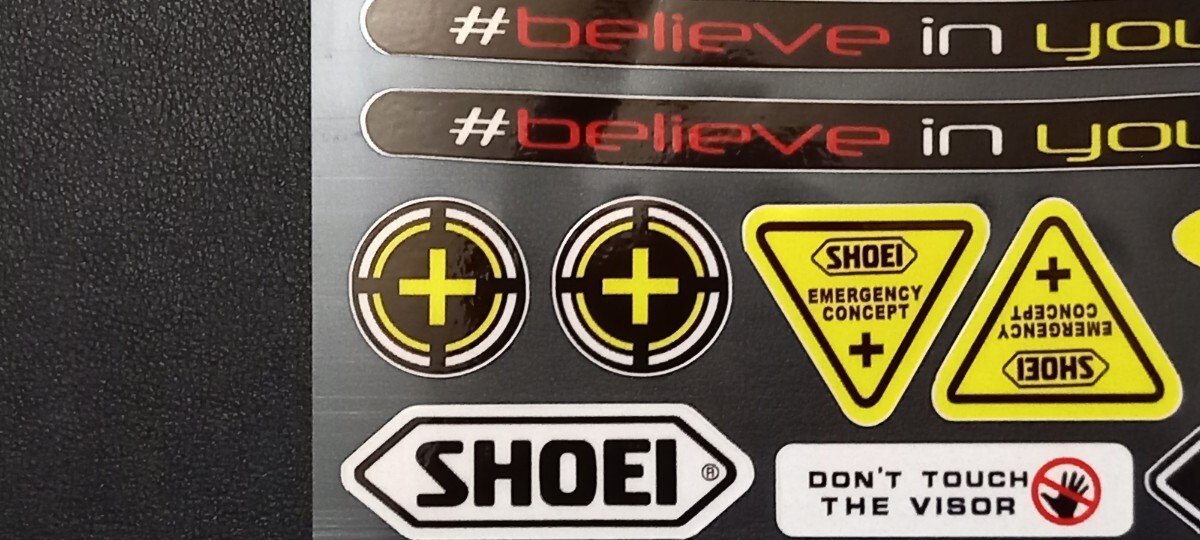 #believe in you
#believe in you
SHOEI
EMERGENCY
CONCEPT
EMERGENCY
CONCEPT
SHOEI
SHOEI ®
DON'T TOUCH
THE VISOR